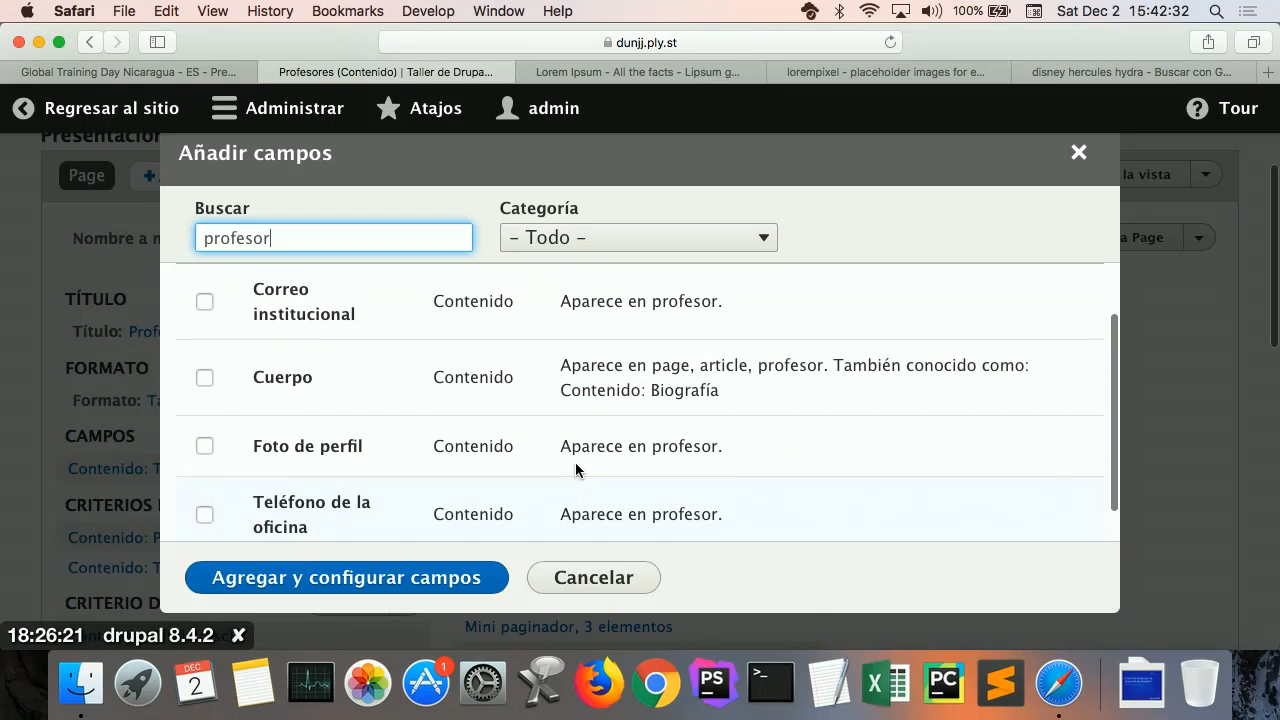 Safari File Edit View History Bookmarks Develop Window Help 100% Sat Dec 2 15:42:32
dunjj.ply.st
Global Training Day Nicaragua - ES - Pre... Profesores (Contenido) | Taller de Drupa... Lorem Ipsum - All the facts - Lipsum g... lorempixel - placeholder images for e... disney hercules hydra - Buscar con G...
Regresar al sitio Administrar Atajos admin Tour
Presentacion
Añadir campos
Page la vista
Buscar Categoría
Nombre a m profesor - Todo - a Page
TÍTULO
Correo institucional Contenido Aparece en profesor.
Título: Prof
FORMATO
Formato: Ta
Cuerpo Contenido Aparece en page, article, profesor. También conocido como:
Contenido: Biografía
CAMPOS
Foto de perfil Contenido Aparece en profesor.
Contenido: T
CRITERIOS
Teléfono de la oficina Contenido Aparece en profesor.
Contenido: P
Contenido: T
Agregar y configurar campos Cancelar
CRITERIO D
18:26:21 drupal 8.4.2 ✘
Mini paginador, 3 elementos
DEC
2
1
PS
PC